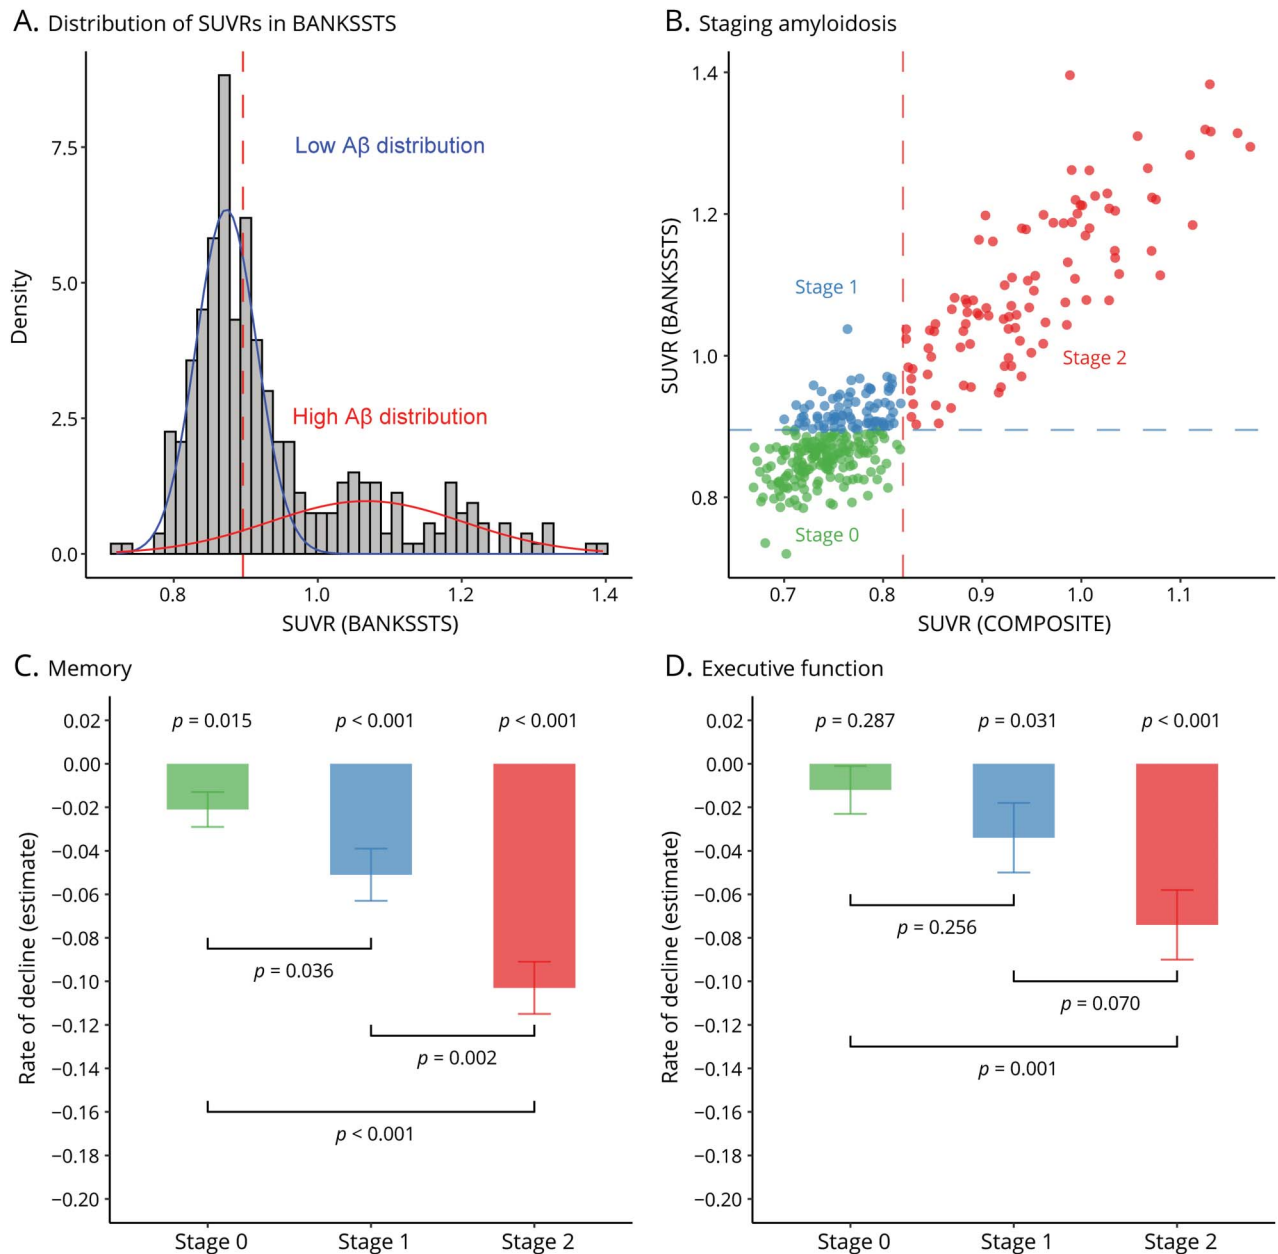 A. Distribution of SUVRs in BANKSSTS
Density
7.5
5.0
2.5
0.0
Low Aβ distribution
High Aβ distribution
0.8 1.0 1.2 1.4
SUVR (BANKSSTS)
B. Staging amyloidosis
SUVR (BANKSSTS)
1.4
1.2
1.0
0.8
Stage 1
Stage 2
Stage 0
0.7 0.8 0.9 1.0 1.1
SUVR (COMPOSITE)
C. Memory
Rate of decline (estimate)
0.02
0.00
−0.02
−0.04
−0.06
−0.08
−0.10
−0.12
−0.14
−0.16
−0.18
−0.20
p = 0.015 p < 0.001 p < 0.001
p = 0.036
p = 0.002
p < 0.001
Stage 0 Stage 1 Stage 2
D. Executive function
Rate of decline (estimate)
0.02
0.00
−0.02
−0.04
−0.06
−0.08
−0.10
−0.12
−0.14
−0.16
−0.18
−0.20
p = 0.287 p = 0.031 p < 0.001
p = 0.256
p = 0.070
p = 0.001
Stage 0 Stage 1 Stage 2